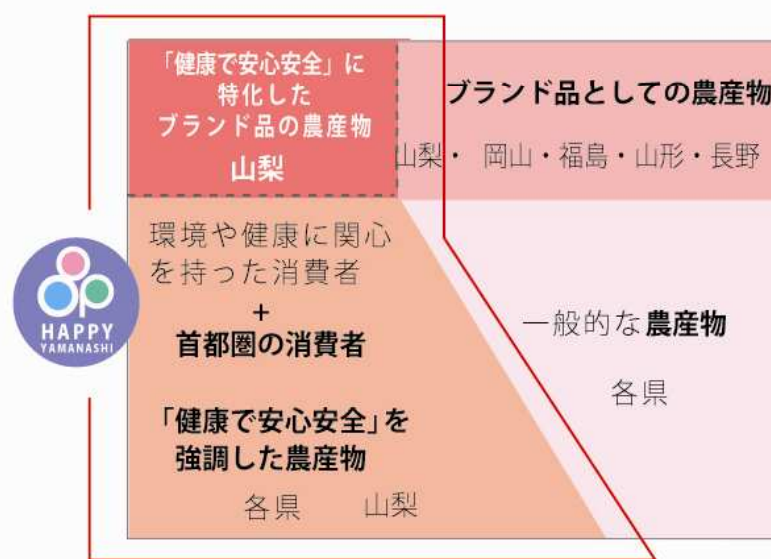 「健康で安心安全」に
特化した
ブランド品の農産物
山梨
ブランド品としての農産物
山梨・ 岡山・福島・山形・長野
環境や健康に関心
を持った消費者
+
首都圏の消費者
「健康で安心安全」を
強調した農産物
各県 山梨
一般的な農産物
各県
HAPPY
YAMANASHI